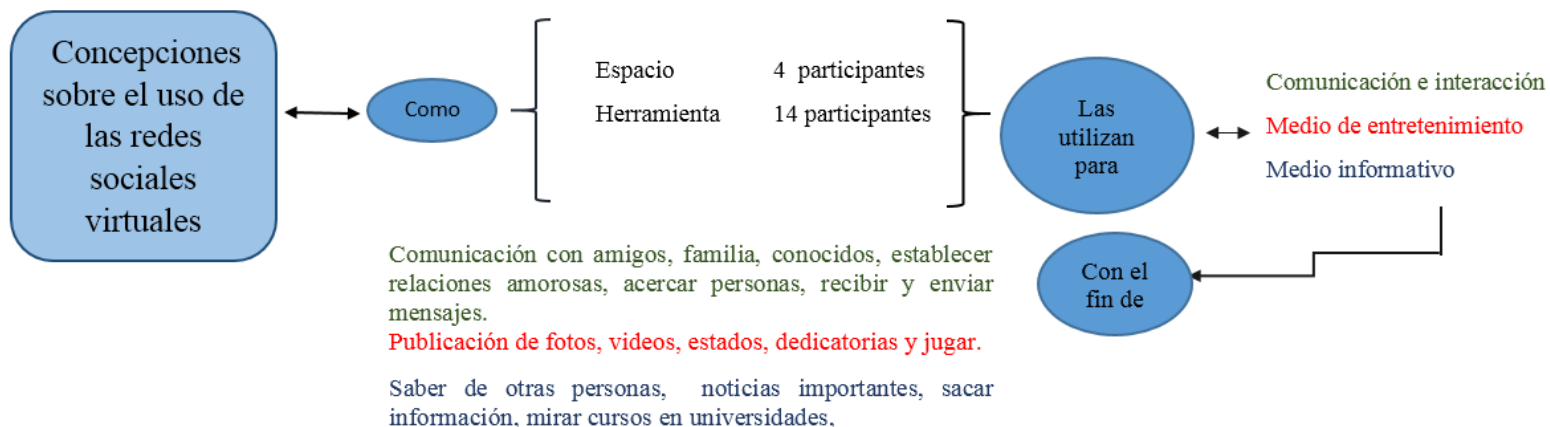 Concepciones
sobre el uso de
las redes
sociales
virtuales
Como
Espacio 4 participantes
Herramienta 14 participantes
Las
utilizan
para
Comunicación e interacción
Medio de entretenimiento
Medio informativo
Con el
fin de
Comunicación con amigos, familia, conocidos, establecer
relaciones amorosas, acercar personas, recibir y enviar
mensajes.
Publicación de fotos, videos, estados, dedicatorias y jugar.
Saber de otras personas, noticias importantes, sacar
información, mirar cursos en universidades,